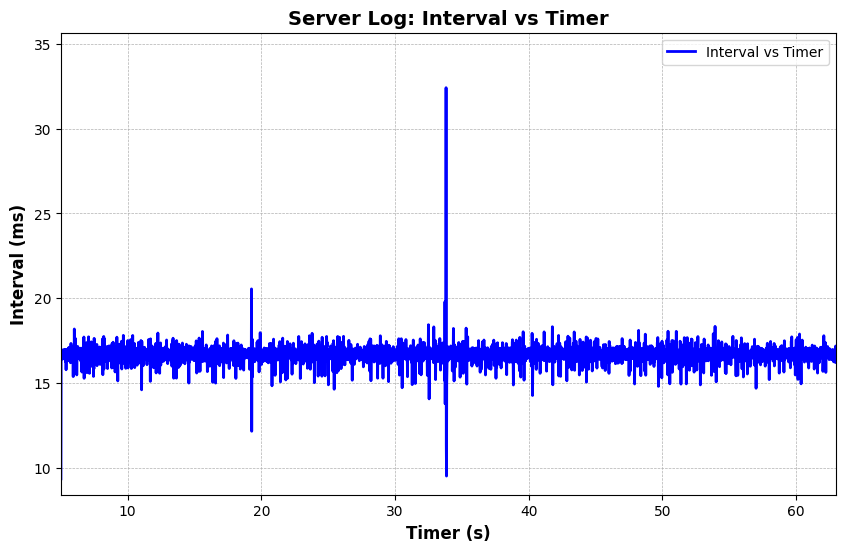 Server Log: Interval vs Timer
Interval vs Timer
35
30
25
20
15
10
Interval (ms)
10 20 30 40 50 60
Timer (s)